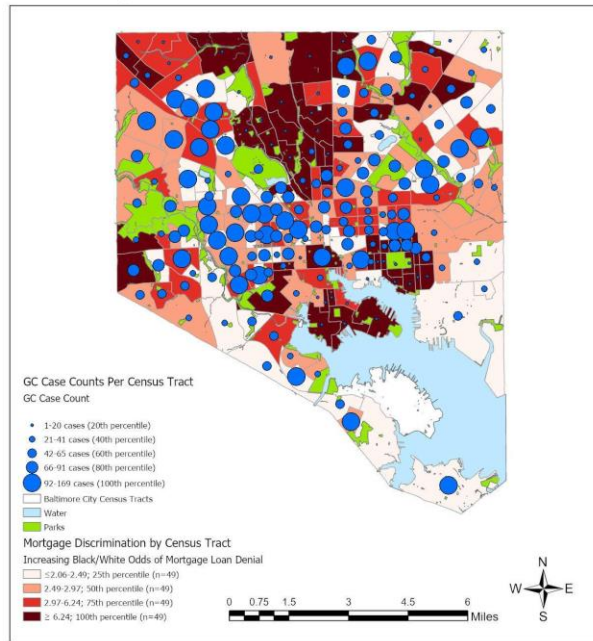 GC Case Counts Per Census Tract
GC Case Count
1-20 cases (20th percentile)
21-41 cases (40th percentile)
42-65 cases (60th percentile)
66-91 cases (80th percentile)
92-169 cases (100th percentile)
Baltimore City Census Tracts
Water
Parks
Mortgage Discrimination by Census Tract
Increasing Black/White Odds of Mortgage Loan Denial
≤2.06-2.49; 25th percentile (n=49)
2.49-2.97; 50th percentile (n=49)
2.97-6.24; 75th percentile (n=49)
≥ 6.24; 100th percentile (n=49)
N
W E
S
0 0.75 1.5 3 4.5 6
Miles